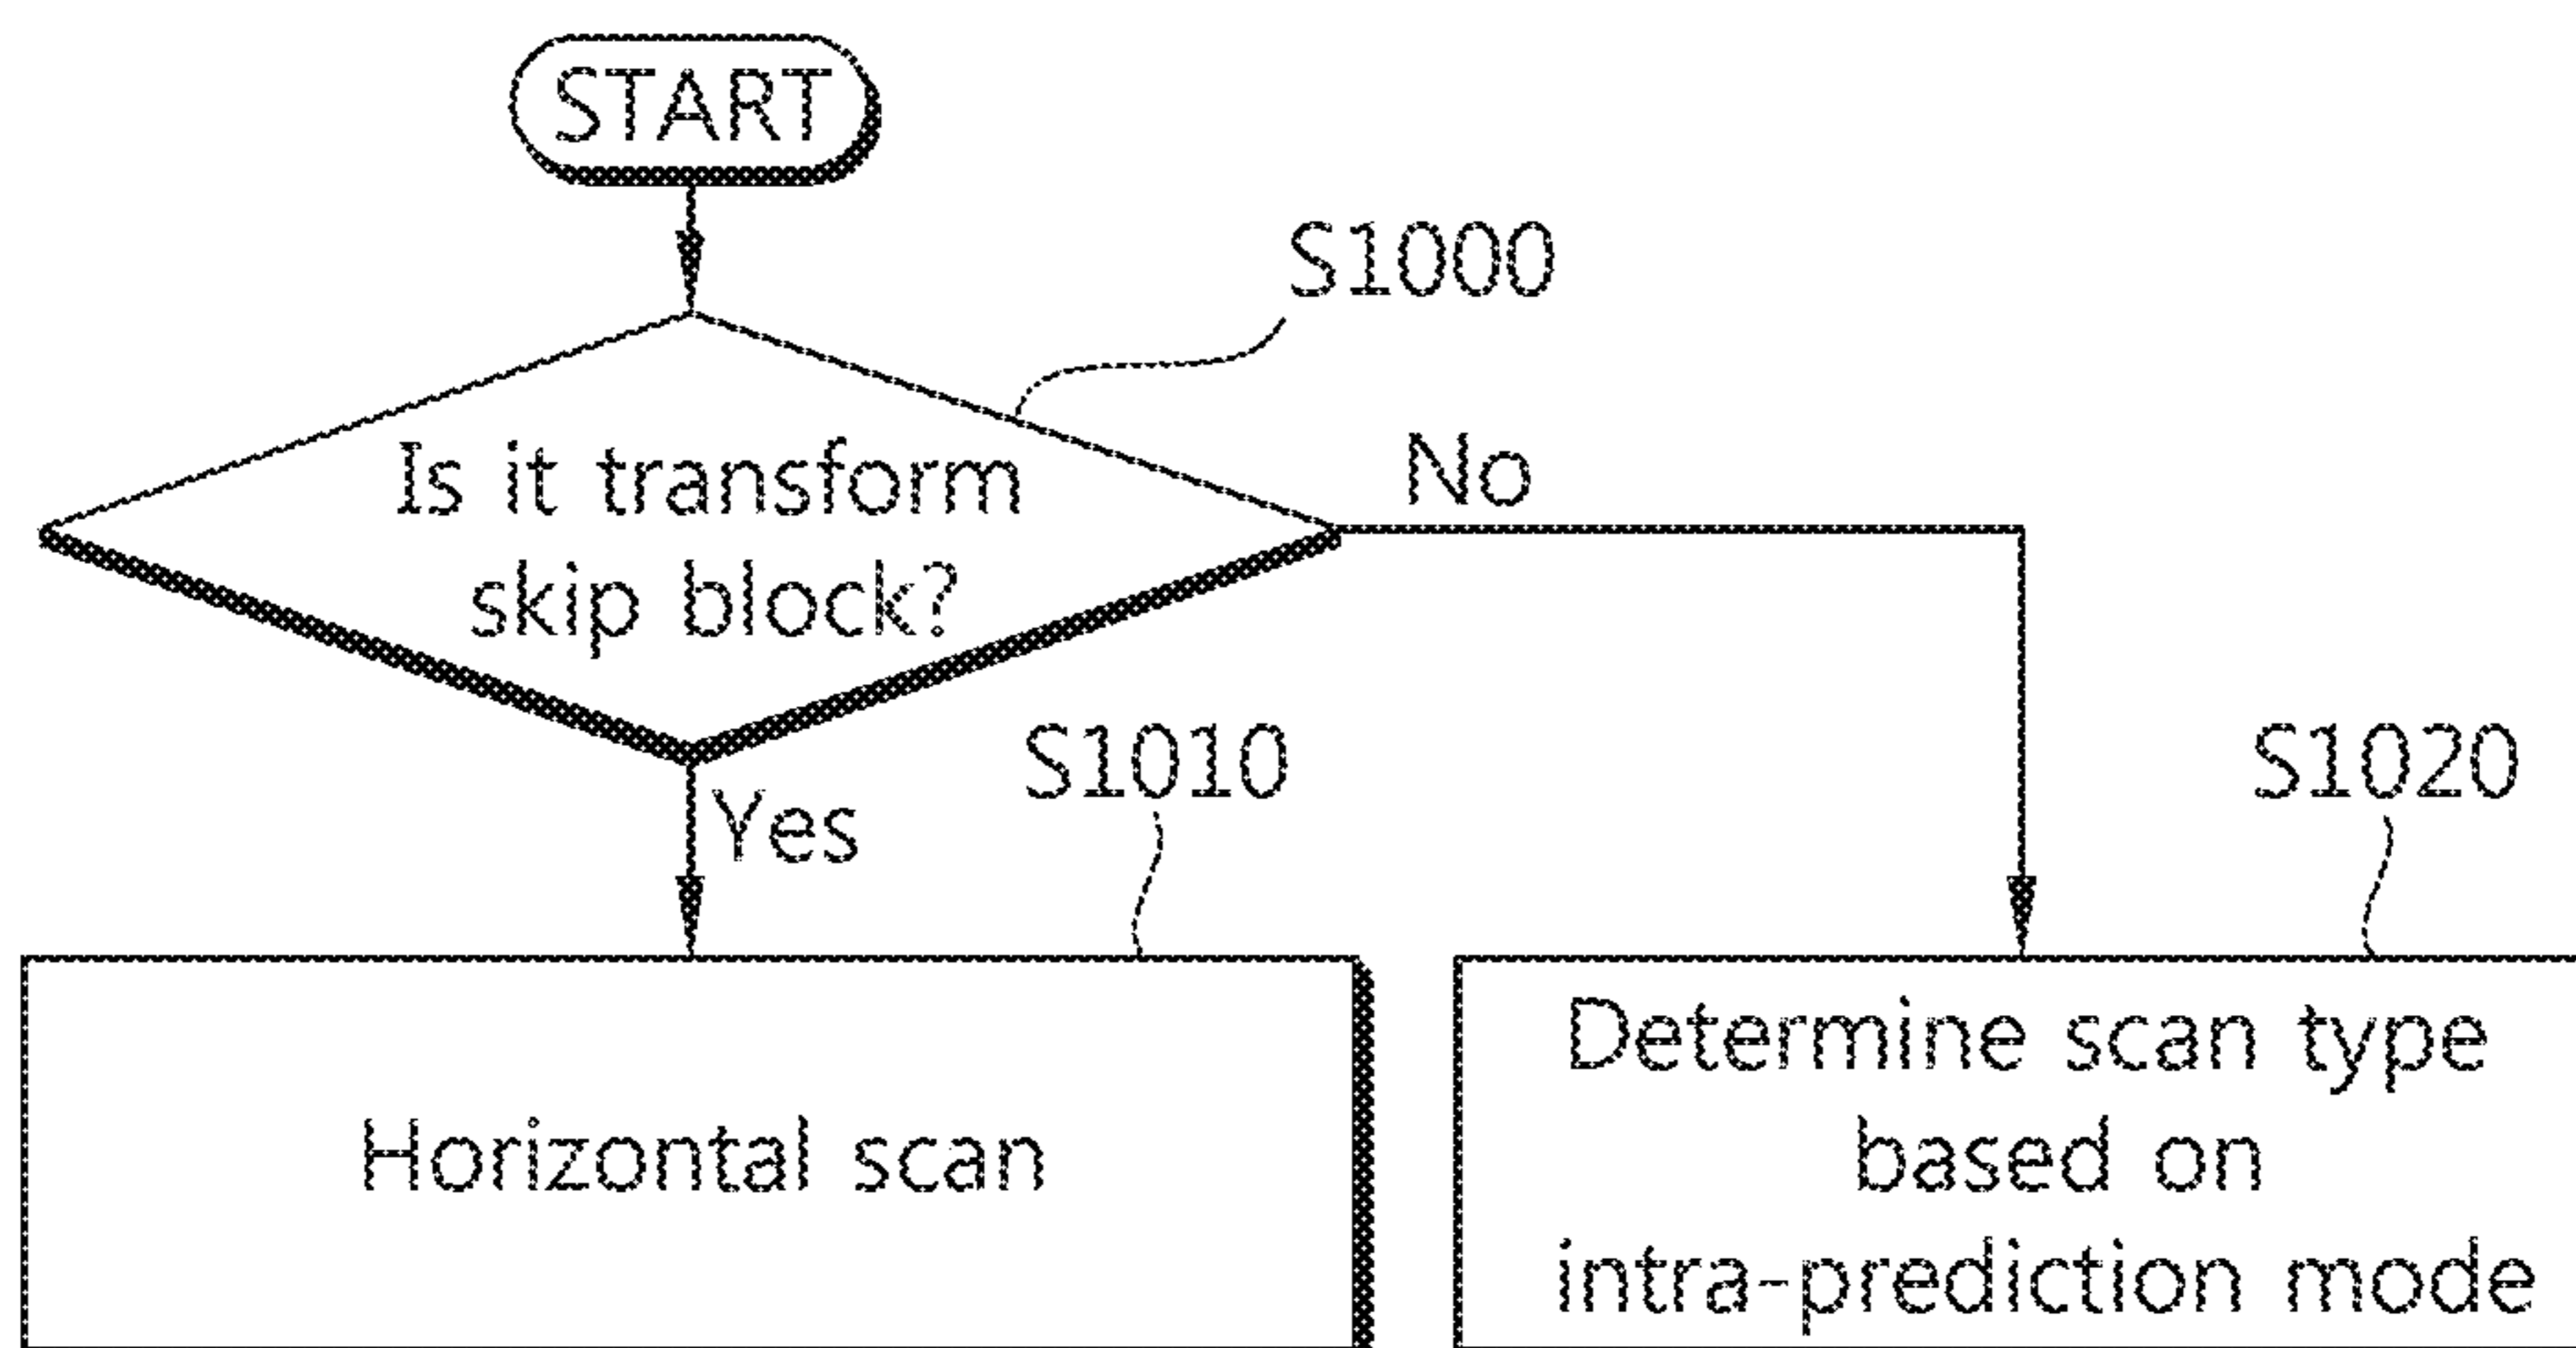 START
S1000
Is it transform
skip block?
No
Yes
S1010
S1020
Horizontal scan
Determine scan type
based on
intra-prediction mode